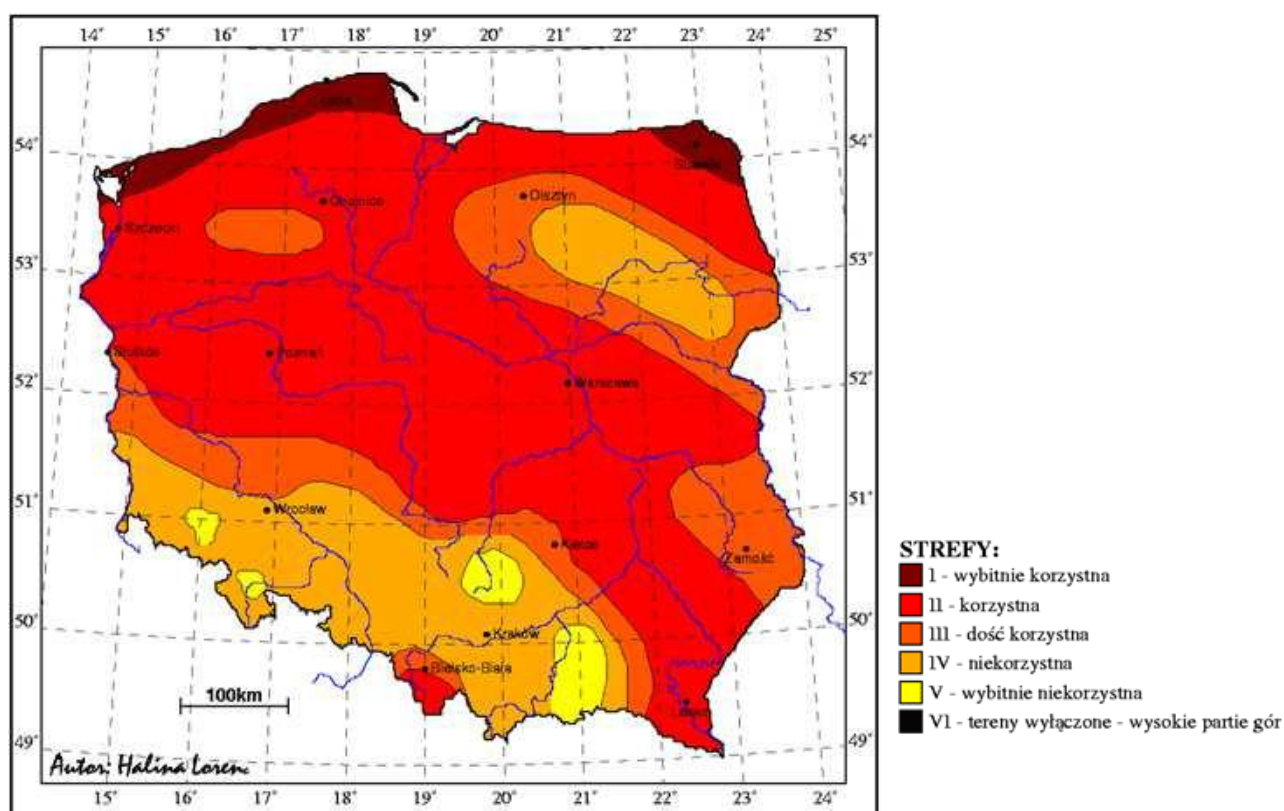 14° 15° 16° 17° 18° 19° 20° 21° 22° 23° 24° 25°
54° 54°
Olsztyn
Chojnice
Szczecin
53° 53°
Słubice
Poznań
Warszawa
52° 52°
51° 51°
Wrocław
Kielce
Zamość
50° 50°
Kraków
Bielsko-Biała
100km
49° 49°
Autor: Halina Lorenc
15° 16° 17° 18° 19° 20° 21° 22° 23° 24°
STREFY:
I - wybitnie korzystna
II - korzystna
III - dość korzystna
IV - niekorzystna
V - wybitnie niekorzystna
VI - tereny wyłączone - wysokie partie gór